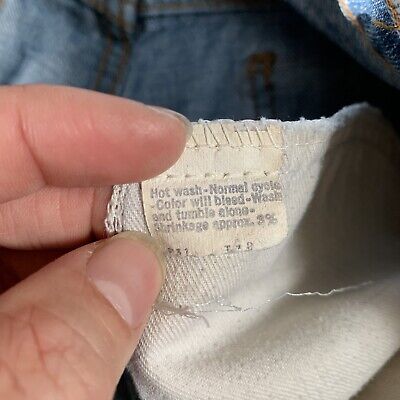 Hot wash-Normal cycle
-Color will bleed-Wash
and tumble alone-
Shrinkage approx. 3%